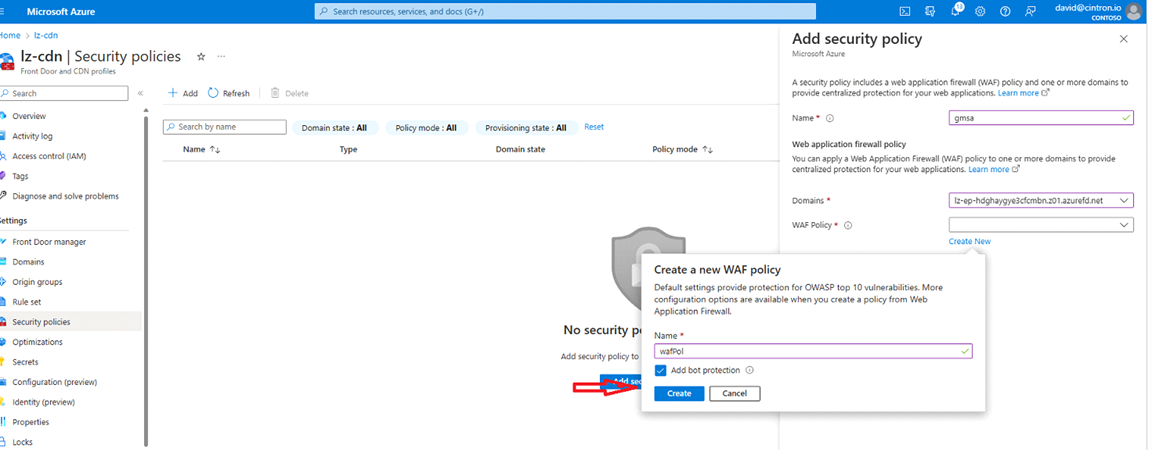 Microsoft Azure
Search resources, services, and docs (G+/)
13
david@cintron.io
CONTOSO
Home > lz-cdn
lz-cdn | Security policies ☆ ...
Front Door and CDN profiles
Search
«
Overview
Activity log
Access control (IAM)
Tags
Diagnose and solve problems
Settings
Front Door manager
Domains
Origin groups
Rule set
Security policies
Optimizations
Secrets
Configuration (preview)
Identity (preview)
Properties
Locks
+ Add Refresh Delete
Search by name Domain state : All Policy mode : All Provisioning state : All Reset
Name ↑↓ Type Domain state Policy mode ↑↓
No security po
Add security policy to
Add sec
Add security policy
Microsoft Azure
A security policy includes a web application firewall (WAF) policy and one or more domains to
provide centralized protection for your web applications. Learn more
Name * gmsa
Web application firewall policy
You can apply a Web Application Firewall (WAF) policy to one or more domains to provide
centralized protection for your web applications. Learn more
Domains * lz-ep-hdghaygye3cfcmbn.z01.azurefd.net
WAF Policy *
Create New
Create a new WAF policy
Default settings provide protection for OWASP top 10 vulnerabilities. More
configuration options are available when you create a policy from Web
Application Firewall.
Name *
wafPol
Add bot protection
Create Cancel